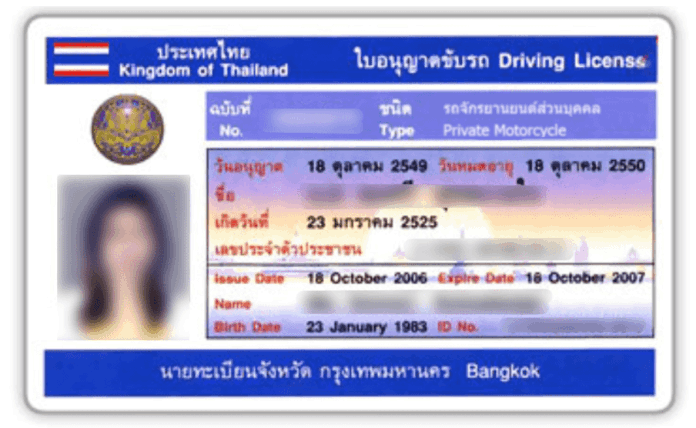 ประเทศไทย
Kingdom of Thailand
ใบอนุญาตขับรถ Driving License
ฉบับที่ ชนิด รถจักรยานยนต์ส่วนบุคคล
No. Type Private Motorcycle
วันอนุญาต 18 ตุลาคม 2549 วันหมดอายุ 18 ตุลาคม 2550
ชื่อ
เกิดวันที่ 23 มกราคม 2525
เลขประจำตัวประชาชน
Issue Date 18 October 2006 Expire Date 16 October 2007
Name
Birth Date 23 January 1983 ID No.
นายทะเบียนจังหวัด กรุงเทพมหานคร Bangkok